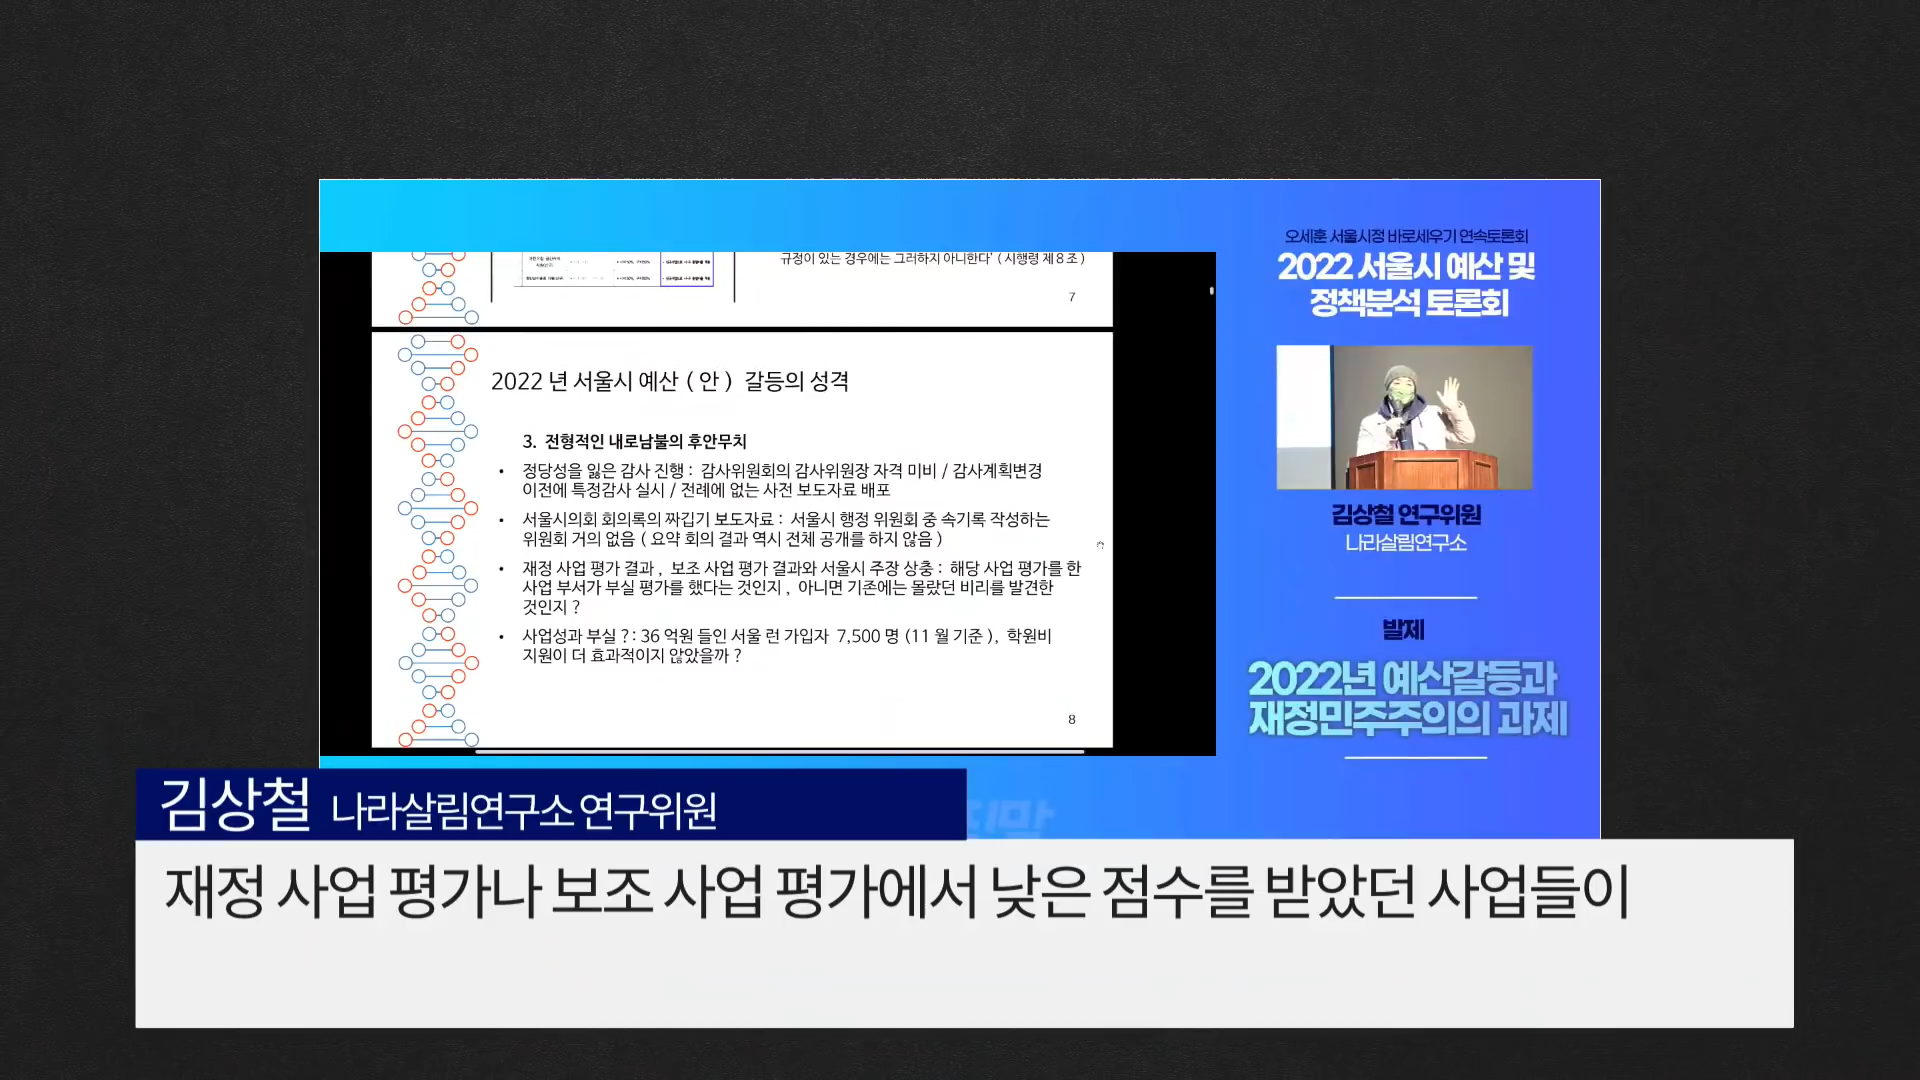 규정이 있는 경우에는 그러하지 아니한다' ( 시행령 제 8 조 )
7
2022 년 서울시 예산 ( 안 ) 갈등의 성격
3. 전형적인 내로남불의 후안무치
• 정당성을 잃은 감사 진행 : 감사위원회의 감사위원장 자격 미비 / 감사계획변경
이전에 특정감사 실시 / 전례에 없는 사전 보도자료 배포
• 서울시의회 회의록의 짜깁기 보도자료 : 서울시 행정 위원회 중 속기록 작성하는
위원회 거의 없음 ( 요약 회의 결과 역시 전체 공개를 하지 않음 )
• 재정 사업 평가 결과 , 보조 사업 평가 결과와 서울시 주장 상충 : 해당 사업 평가를 한
사업 부서가 부실 평가를 했다는 것인지 , 아니면 기존에는 몰랐던 비리를 발견한
것인지 ?
• 사업성과 부실 ? : 36 억원 들인 서울 런 가입자 7,500 명 (11 월 기준 ), 학원비
지원이 더 효과적이지 않았을까 ?
8
오세훈 서울시정 바로세우기 연속토론회
2022 서울시 예산 및
정책분석 토론회
김상철 연구위원
나라살림연구소
발제
2022년 예산갈등과
재정민주주의의 과제
김상철 나라살림연구소 연구위원
재정 사업 평가나 보조 사업 평가에서 낮은 점수를 받았던 사업들이